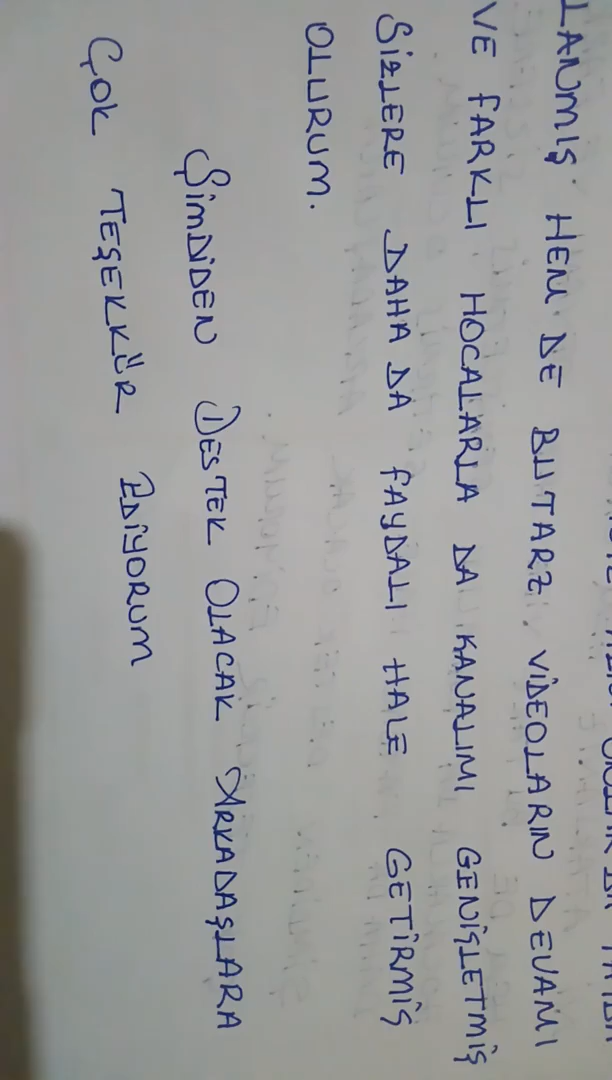 LANMIŞ HEM DE BU TARZ VİDEOLARIN DEVAMI
VE FARKLI HOCALARLA DA KANALIMI GENİŞLETMİŞ
SİZLERE DAHA DA FAYDALI HALE GETİRMİŞ
OLURUM.
ŞİMDİDEN DESTEK OLACAK ARKADAŞLARA
ÇOK TEŞEKKÜR EDİYORUM